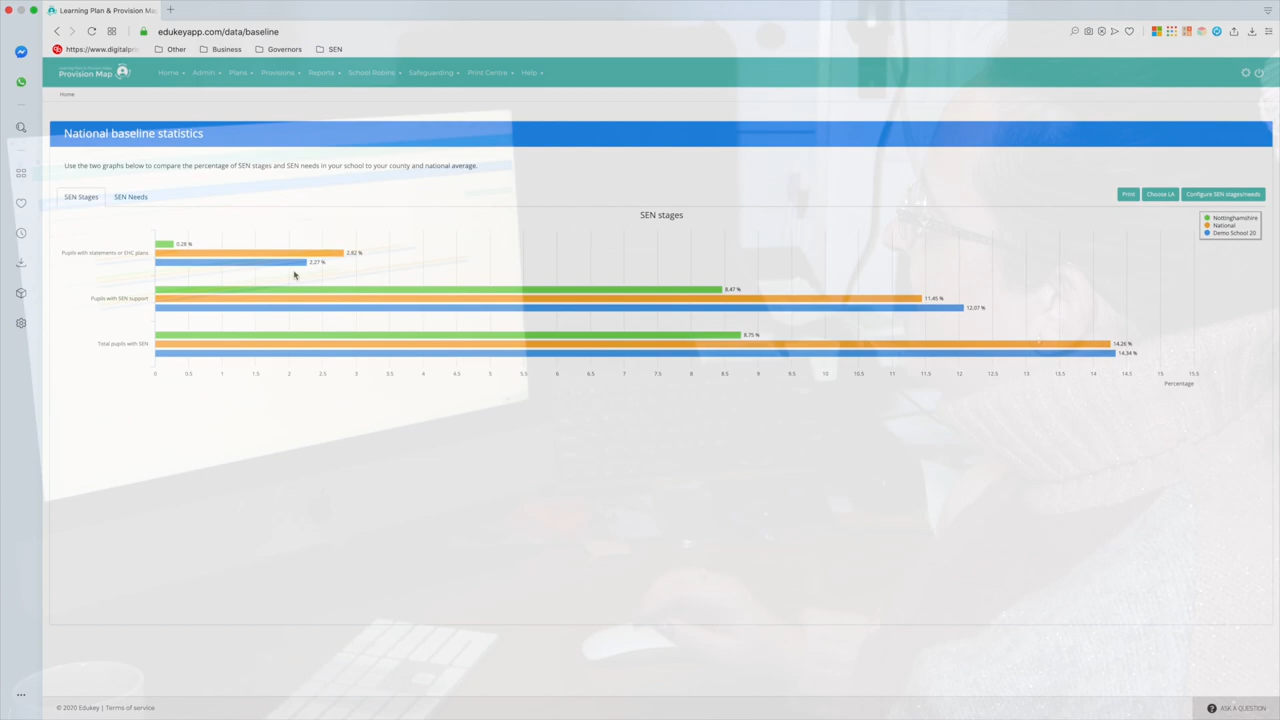 Learning Plan & Provision Ma
edukeyapp.com/data/baseline
https://www.digitalpri
Other
Business
Governors
SEN
Provision Map
Home
Admin
Plans
Provisions
Reports
School Robins
Safeguarding
Print Centre
Help
Home
National baseline statistics
Use the two graphs below to compare the percentage of SEN stages and SEN needs in your school to your county and national average.
SEN Stages
SEN Needs
Print
Choose LA
Configure SEN stages/needs
SEN stages
Nottinghamshire
National
Demo School 20
Pupils with statements or EHC plans
0.28 %
2.82 %
2.27 %
Pupils with SEN support
8.47 %
11.45 %
12.07 %
Total pupils with SEN
8.75 %
14.26 %
14.34 %
0 0.5 1 1.5 2 2.5 3 3.5 4 4.5 5 5.5 6 6.5 7 7.5 8 8.5 9 9.5 10 10.5 11 11.5 12 12.5 13 13.5 14 14.5 15 15.5
Percentage
© 2020 Edukey | Terms of service
ASK A QUESTION